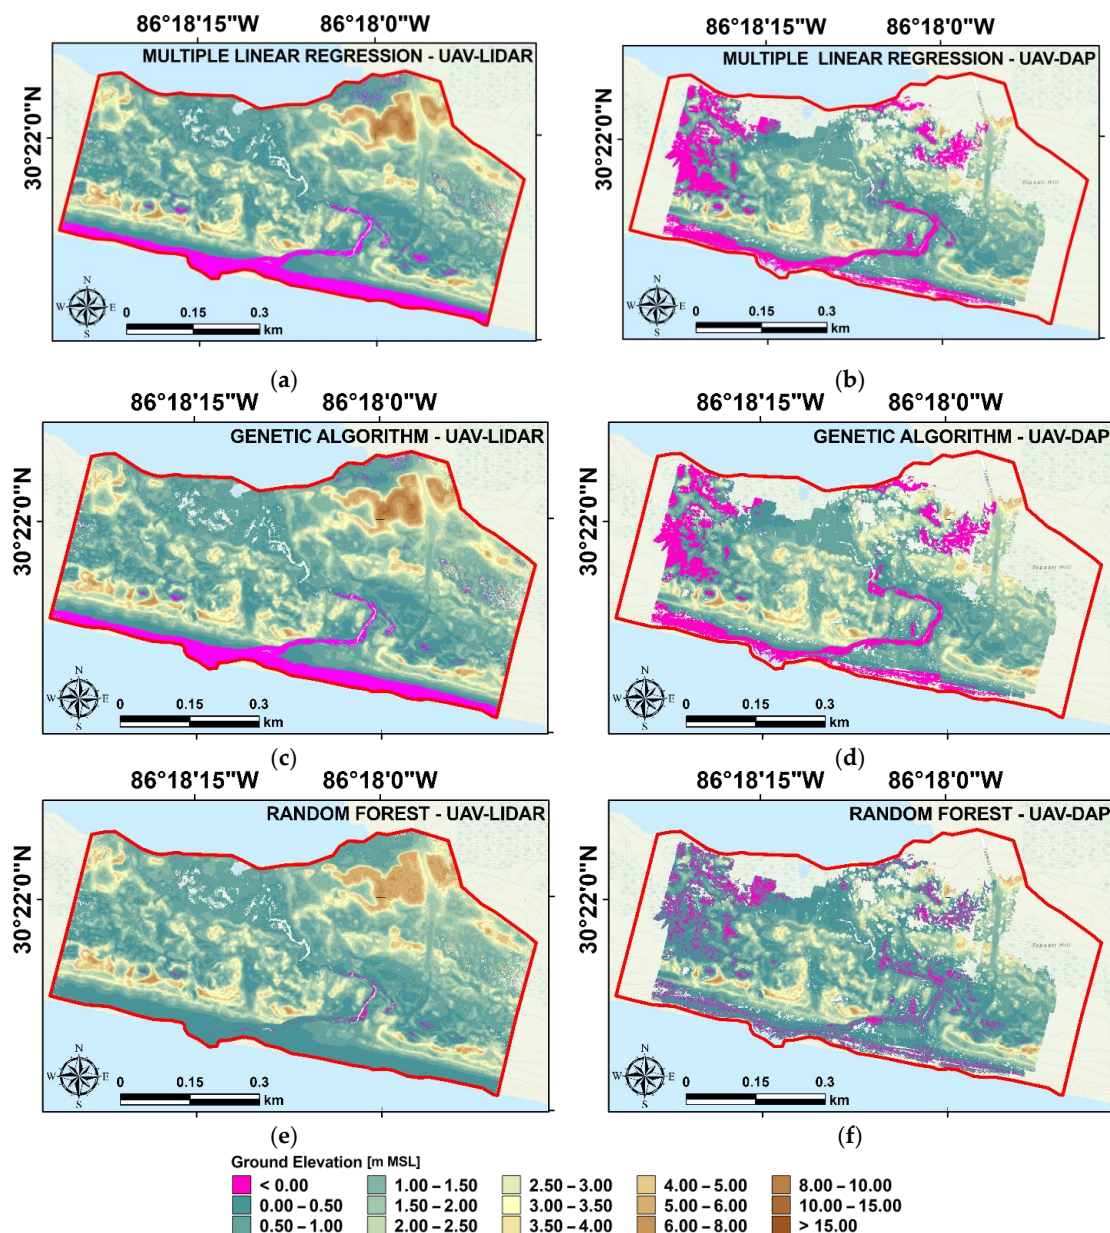 86°18'15"W 86°18'0"W
MULTIPLE LINEAR REGRESSION - UAV-LIDAR
30°22'0"N
N
W E
S
0 0.15 0.3
km
(a)
86°18'15"W 86°18'0"W
MULTIPLE LINEAR REGRESSION - UAV-DAP
30°22'0"N
Topsail Hill
N
W E
S
0 0.15 0.3
km
(b)
86°18'15"W 86°18'0"W
GENETIC ALGORITHM - UAV-LIDAR
30°22'0"N
N
W E
S
0 0.15 0.3
km
(c)
86°18'15"W 86°18'0"W
GENETIC ALGORITHM - UAV-DAP
30°22'0"N
Topsail Hill
N
W E
S
0 0.15 0.3
km
(d)
86°18'15"W 86°18'0"W
RANDOM FOREST - UAV-LIDAR
30°22'0"N
N
W E
S
0 0.15 0.3
km
(e)
86°18'15"W 86°18'0"W
RANDOM FOREST - UAV-DAP
30°22'0"N
Topsail Hill
N
W E
S
0 0.15 0.3
km
(f)
Ground Elevation [m MSL]
< 0.00 1.00 – 1.50 2.50 – 3.00 4.00 – 5.00 8.00 – 10.00
0.00 – 0.50 1.50 – 2.00 3.00 – 3.50 5.00 – 6.00 10.00 – 15.00
0.50 – 1.00 2.00 – 2.50 3.50 – 4.00 6.00 – 8.00 > 15.00